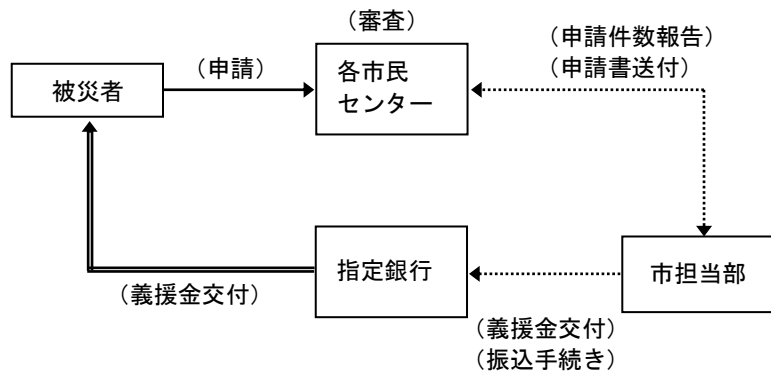 （審査）
（申請）
被災者
各市民
センター
（申請件数報告）
（申請書送付）
指定銀行
市担当部
（義援金交付）
（義援金交付）
（振込手続き）